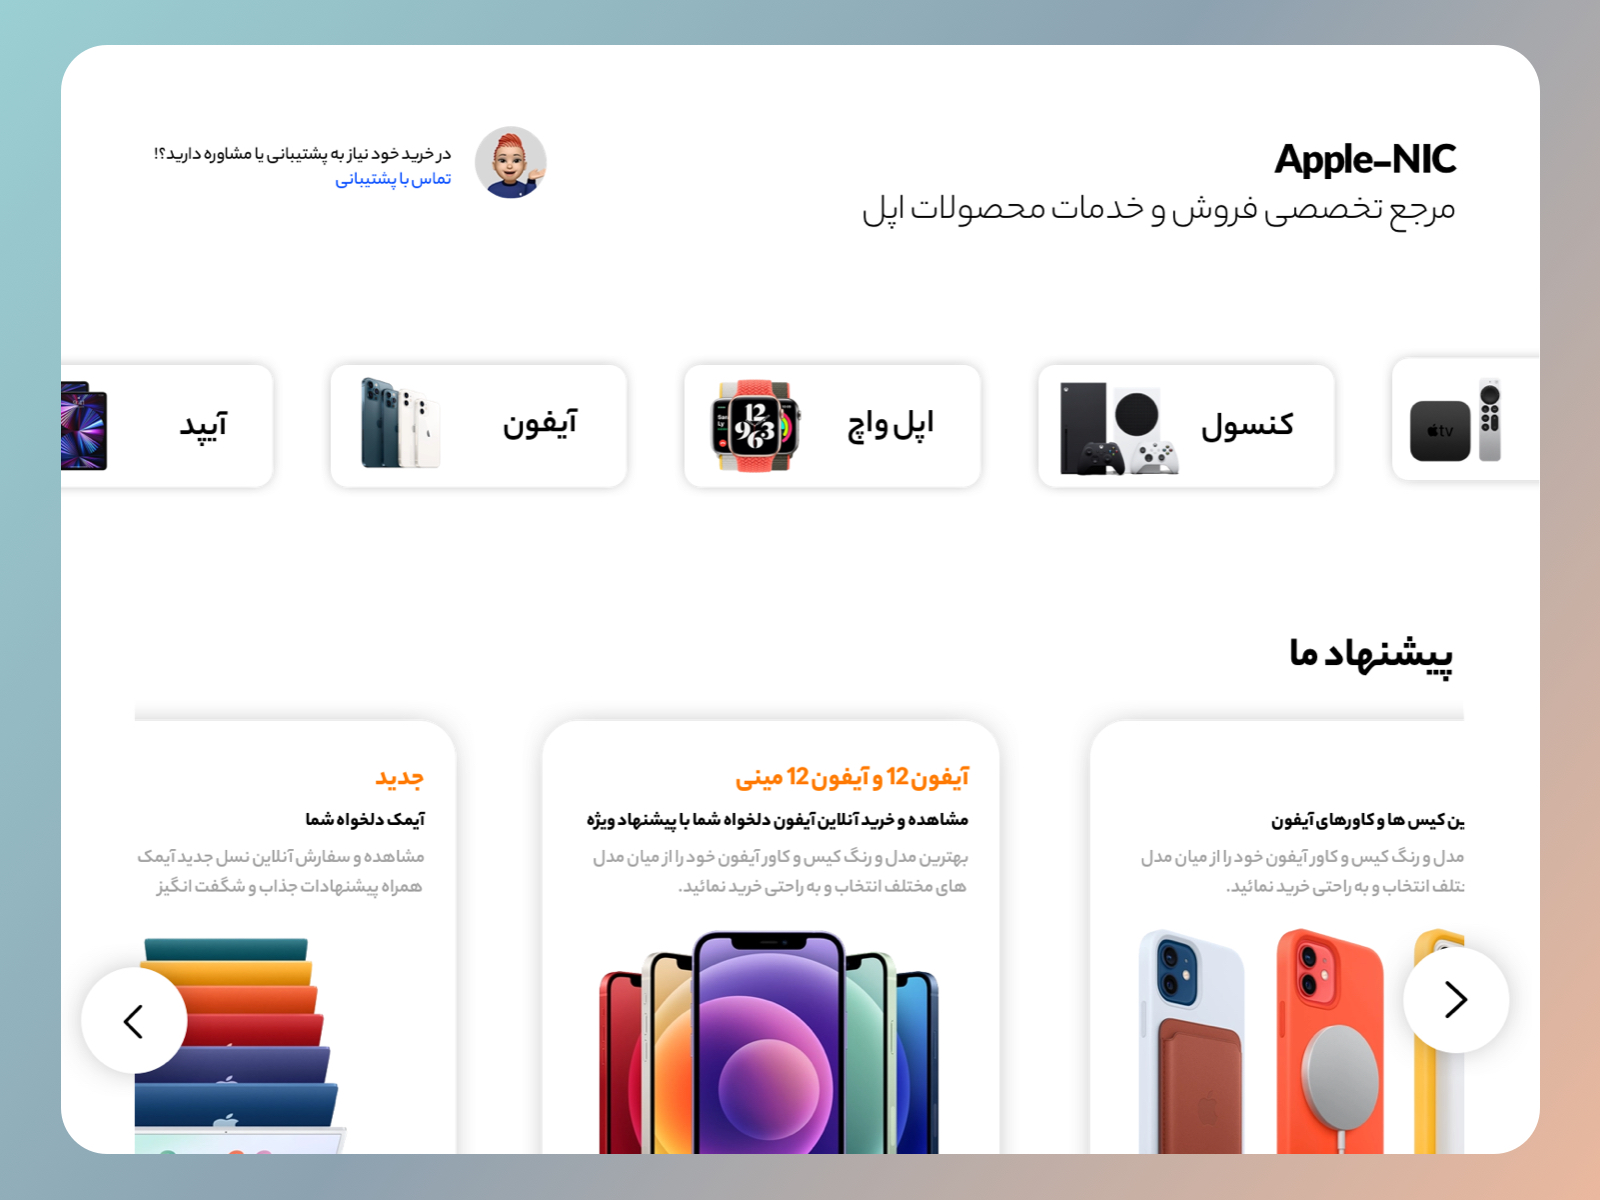 Apple-NIC
مرجع تخصصی فروش و خدمات محصولات اپل
در خرید خود نیاز به پشتیبانی یا مشاوره دارید؟!
تماس با پشتیبانی
tv
کنسول
اپل واچ
آیفون
آیپد
پیشنهاد ما
کیس ها و کاورهای آیفون
مدل و رنگ کیس و کاور آیفون خود را از میان مدل
انتخاب و به راحتی خرید نمائید.
آیفون 12 و آیفون 12 مینی
مشاهده و خرید آنلاین آیفون دلخواه شما با پیشنهاد ویژه
بهترین مدل و رنگ کیس و کاور آیفون خود را از میان مدل
های مختلف انتخاب و به راحتی خرید نمائید.
جدید
آیمک دلخواه شما
مشاهده و سفارش آنلاین نسل جدید آیمک
همراه پیشنهادات جذاب و شگفت انگیز